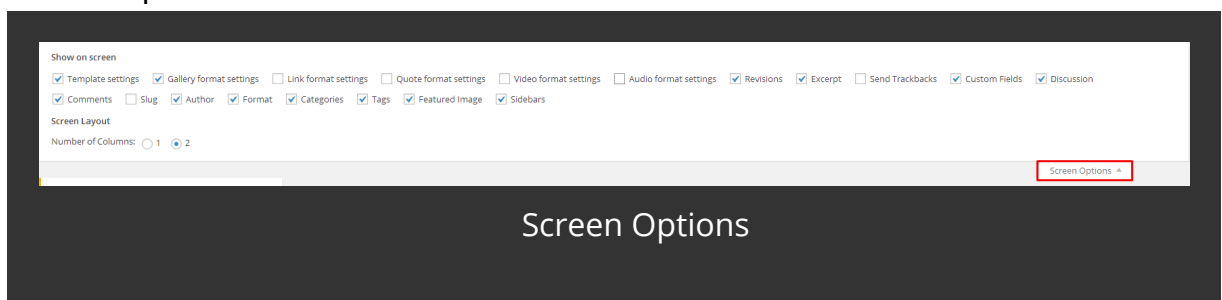 Show on screen
Template settings Gallery format settings Link format settings Quote format settings Video format settings Audio format settings Revisions Excerpt Send Trackbacks Custom Fields Discussion
Comments Slug Author Format Categories Tags Featured Image Sidebars
Screen Layout
Number of Columns: 1 2
Screen Options
Screen Options